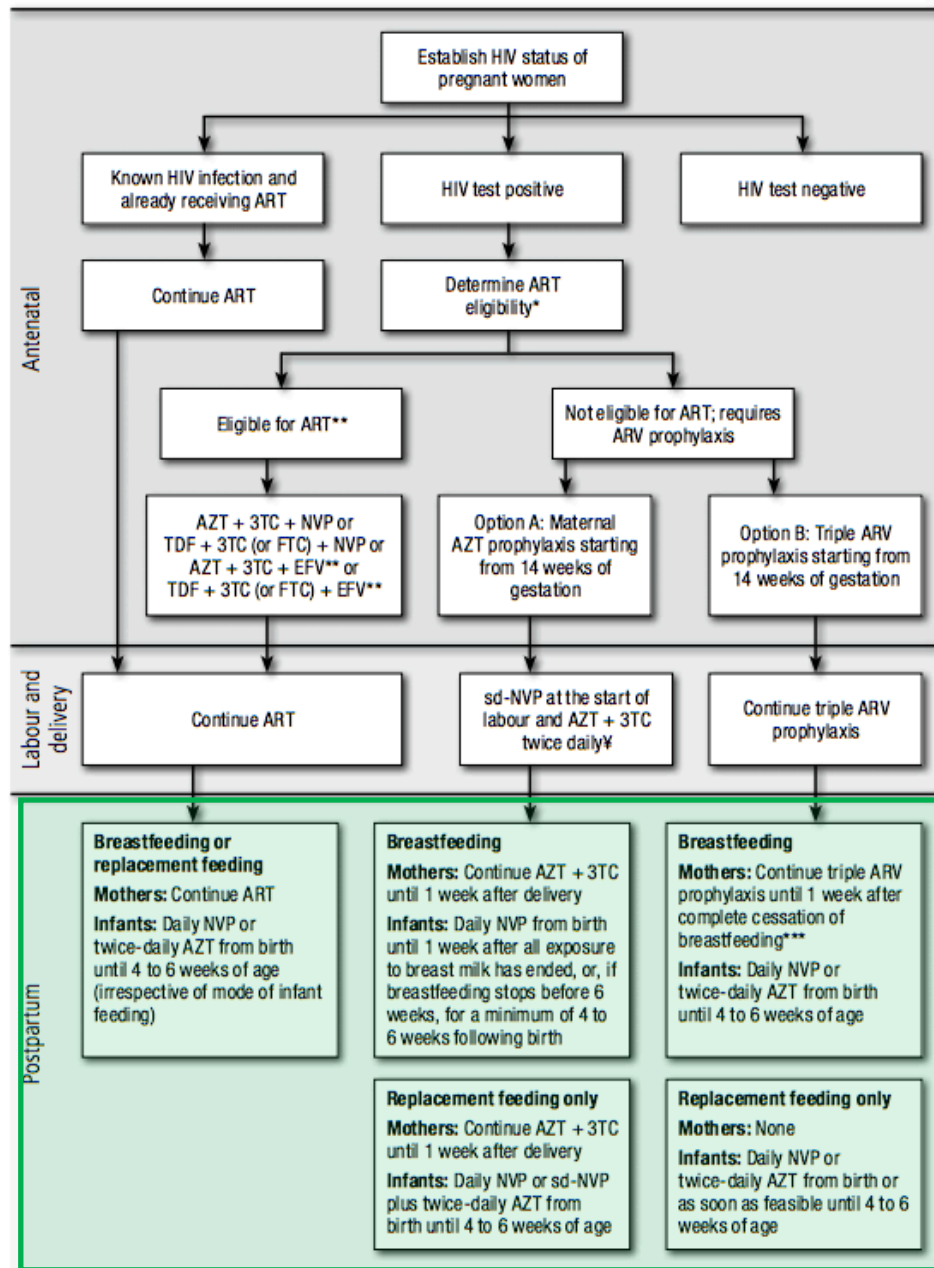 Establish HIV status of
pregnant women
Known HIV infection and
already receiving ART
HIV test positive
HIV test negative
Antenatal
Continue ART
Determine ART
eligibility*
Eligible for ART**
Not eligible for ART; requires
ARV prophylaxis
AZT + 3TC + NVP or
TDF + 3TC (or FTC) + NVP or
AZT + 3TC + EFV** or
TDF + 3TC (or FTC) + EFV**
Option A: Maternal
AZT prophylaxis starting
from 14 weeks of
gestation
Option B: Triple ARV
prophylaxis starting from
14 weeks of gestation
Labour and
delivery
Continue ART
sd-NVP at the start of
labour and AZT + 3TC
twice daily¥
Continue triple ARV
prophylaxis
Postpartum
Breastfeeding or
replacement feeding
Mothers: Continue ART
Infants: Daily NVP or
twice-daily AZT from birth
until 4 to 6 weeks of age
(irrespective of mode of infant
feeding)
Breastfeeding
Mothers: Continue AZT + 3TC
until 1 week after delivery
Infants: Daily NVP from birth
until 1 week after all exposure
to breast milk has ended, or, if
breastfeeding stops before 6
weeks, for a minimum of 4 to
6 weeks following birth
Breastfeeding
Mothers: Continue triple ARV
prophylaxis until 1 week after
complete cessation of
breastfeeding***
Infants: Daily NVP or
twice-daily AZT from birth
until 4 to 6 weeks of age
Replacement feeding only
Mothers: Continue AZT + 3TC
until 1 week after delivery
Infants: Daily NVP or sd-NVP
plus twice-daily AZT from
birth until 4 to 6 weeks of age
Replacement feeding only
Mothers: None
Infants: Daily NVP or
twice-daily AZT from birth or
as soon as feasible until 4 to 6
weeks of age